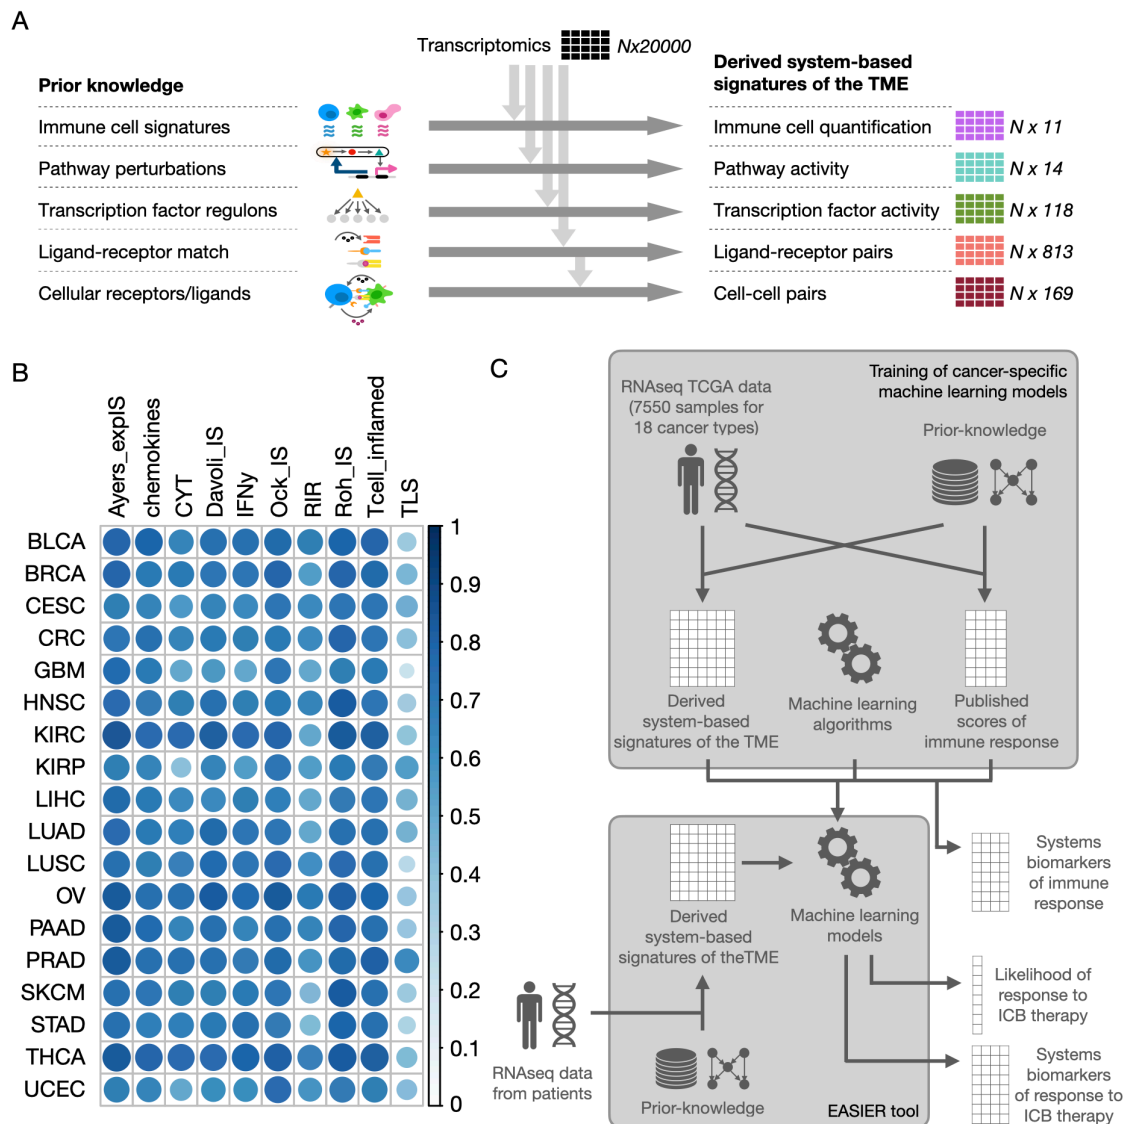 A
Transcriptomics
Nx20000
Prior knowledge
Derived system-based
signatures of the TME
Immune cell signatures
Immune cell quantification
N x 11
Pathway perturbations
Pathway activity
N x 14
Transcription factor regulons
Transcription factor activity
N x 118
Ligand-receptor match
Ligand-receptor pairs
N x 813
Cellular receptors/ligands
Cell-cell pairs
N x 169
B
Ayers_expIS
chemokines
CYT
Davoli_IS
IFNy
Ock_IS
RIR
Roh_IS
Tcell_inflamed
TLS
BLCA
BRCA
CESC
CRC
GBM
HNSC
KIRC
KIRP
LIHC
LUAD
LUSC
OV
PAAD
PRAD
SKCM
STAD
THCA
UCEC
1
0.9
0.8
0.7
0.6
0.5
0.4
0.3
0.2
0.1
0
C
Training of cancer-specific
machine learning models
RNAseq TCGA data
(7550 samples for
18 cancer types)
Prior-knowledge
Derived
system-based
signatures of the TME
Machine learning
algorithms
Published
scores of
immune response
Derived
system-based
signatures of theTME
Machine learning
models
Systems
biomarkers
of immune
response
Likelihood of
response to
ICB therapy
RNAseq data
from patients
Prior-knowledge
EASIER tool
Systems
biomarkers
of response to
ICB therapy